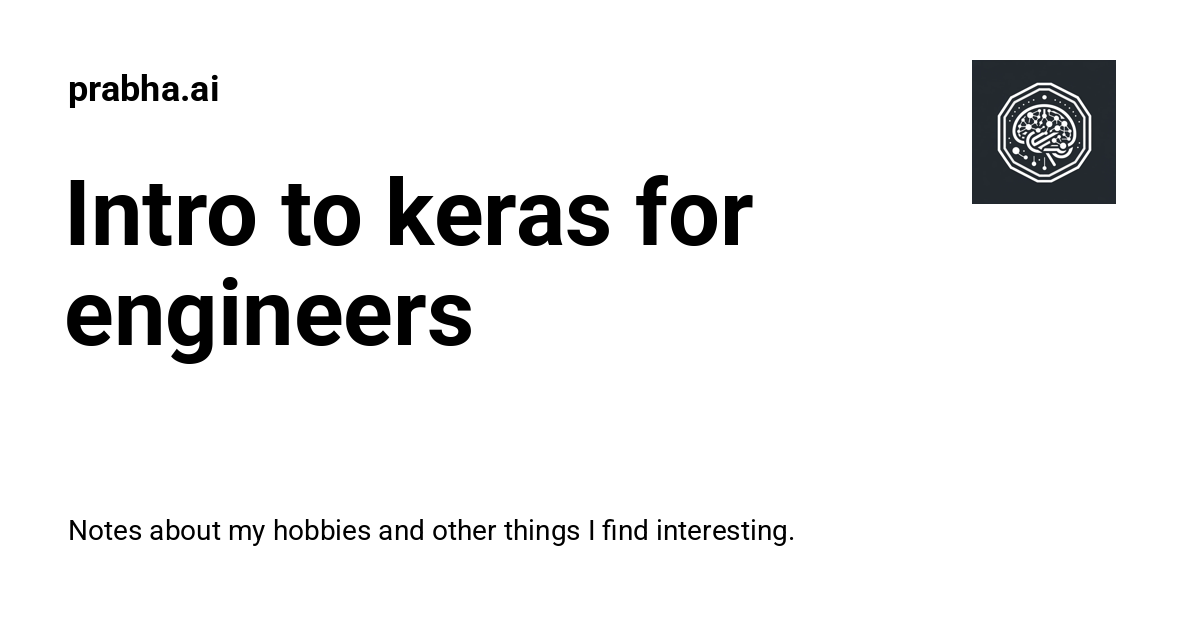 prabha.ai
Intro to keras for
engineers
Notes about my hobbies and other things I find interesting.